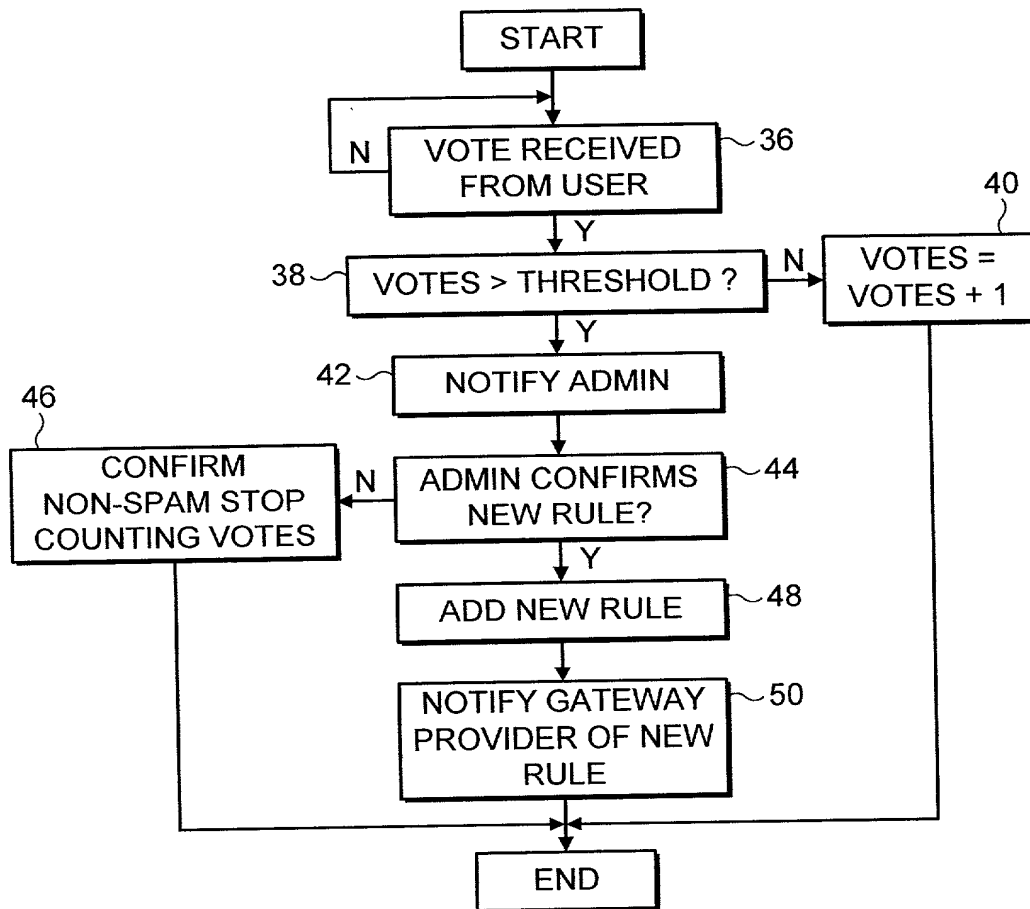 START
N
VOTE RECEIVED
FROM USER
36
Y
40
38
VOTES > THRESHOLD ?
N
VOTES =
VOTES + 1
Y
42
NOTIFY ADMIN
46
CONFIRM
NON-SPAM STOP
COUNTING VOTES
N
ADMIN CONFIRMS
NEW RULE?
44
Y
ADD NEW RULE
48
NOTIFY GATEWAY
PROVIDER OF NEW
RULE
50
END